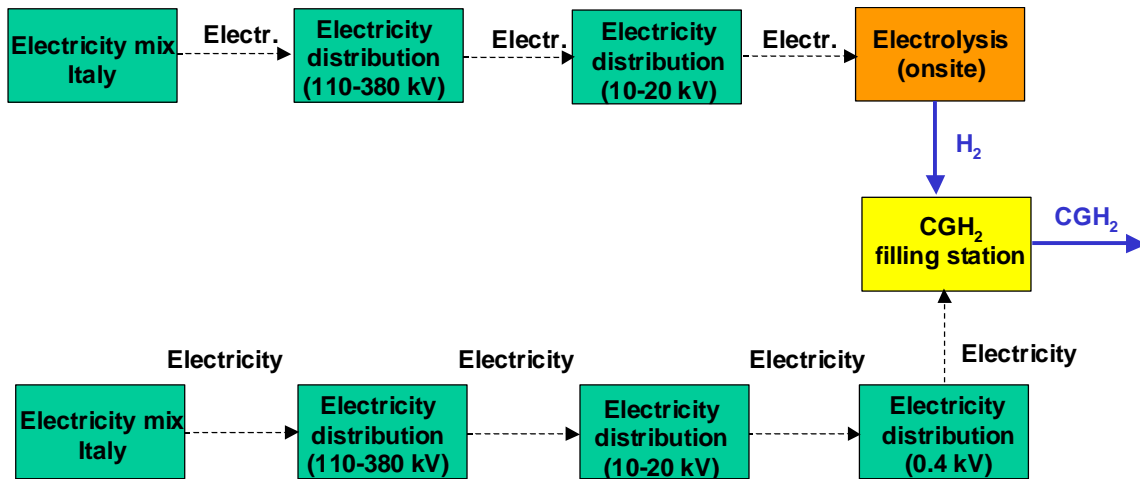 Electricity mix
Italy
Electr.
Electricity
distribution
(110-380 kV)
Electr.
Electricity
distribution
(10-20 kV)
Electr.
Electrolysis
(onsite)
H₂
CGH₂
filling station
CGH₂
Electricity mix
Italy
Electricity
Electricity
distribution
(110-380 kV)
Electricity
Electricity
distribution
(10-20 kV)
Electricity
Electricity
distribution
(0.4 kV)
Electricity